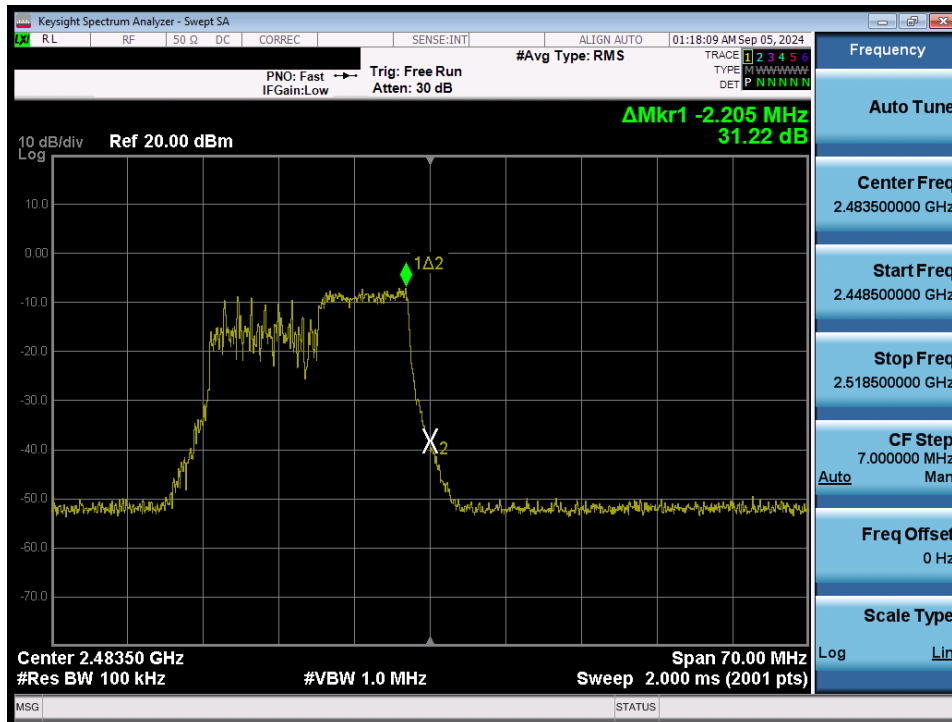 Keysight Spectrum Analyzer - Swept SA
LXI RL RF 50 Ω DC CORREC SENSE:INT ALIGN AUTO 01:18:09 AM Sep 05, 2024
PNO: Fast
IFGain:Low
Trig: Free Run
Atten: 30 dB
#Avg Type: RMS
TRACE 1 2 3 4 5 6
TYPE M W W W W W
DET P N N N N N
ΔMkr1 -2.205 MHz
31.22 dB
10 dB/div Ref 20.00 dBm
Log
10.0
0.00
-10.0
-20.0
-30.0
-40.0
-50.0
-60.0
-70.0
1Δ2
2
Center 2.48350 GHz Span 70.00 MHz
#Res BW 100 kHz #VBW 1.0 MHz Sweep 2.000 ms (2001 pts)
MSG STATUS
Frequency
Auto Tune
Center Freq
2.483500000 GHz
Start Freq
2.448500000 GHz
Stop Freq
2.518500000 GHz
CF Step
7.000000 MHz
Auto Man
Freq Offset
0 Hz
Scale Type
Log Lin